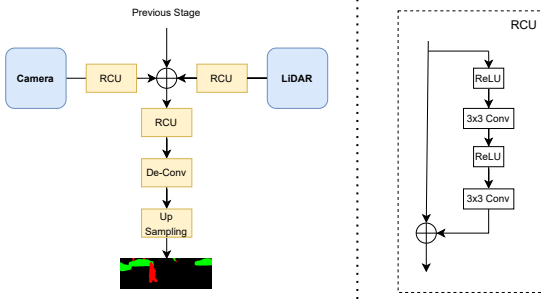 Previous Stage
Camera
RCU
RCU
LiDAR
RCU
De-Conv
Up
Sampling
RCU
ReLU
3x3 Conv
ReLU
3x3 Conv